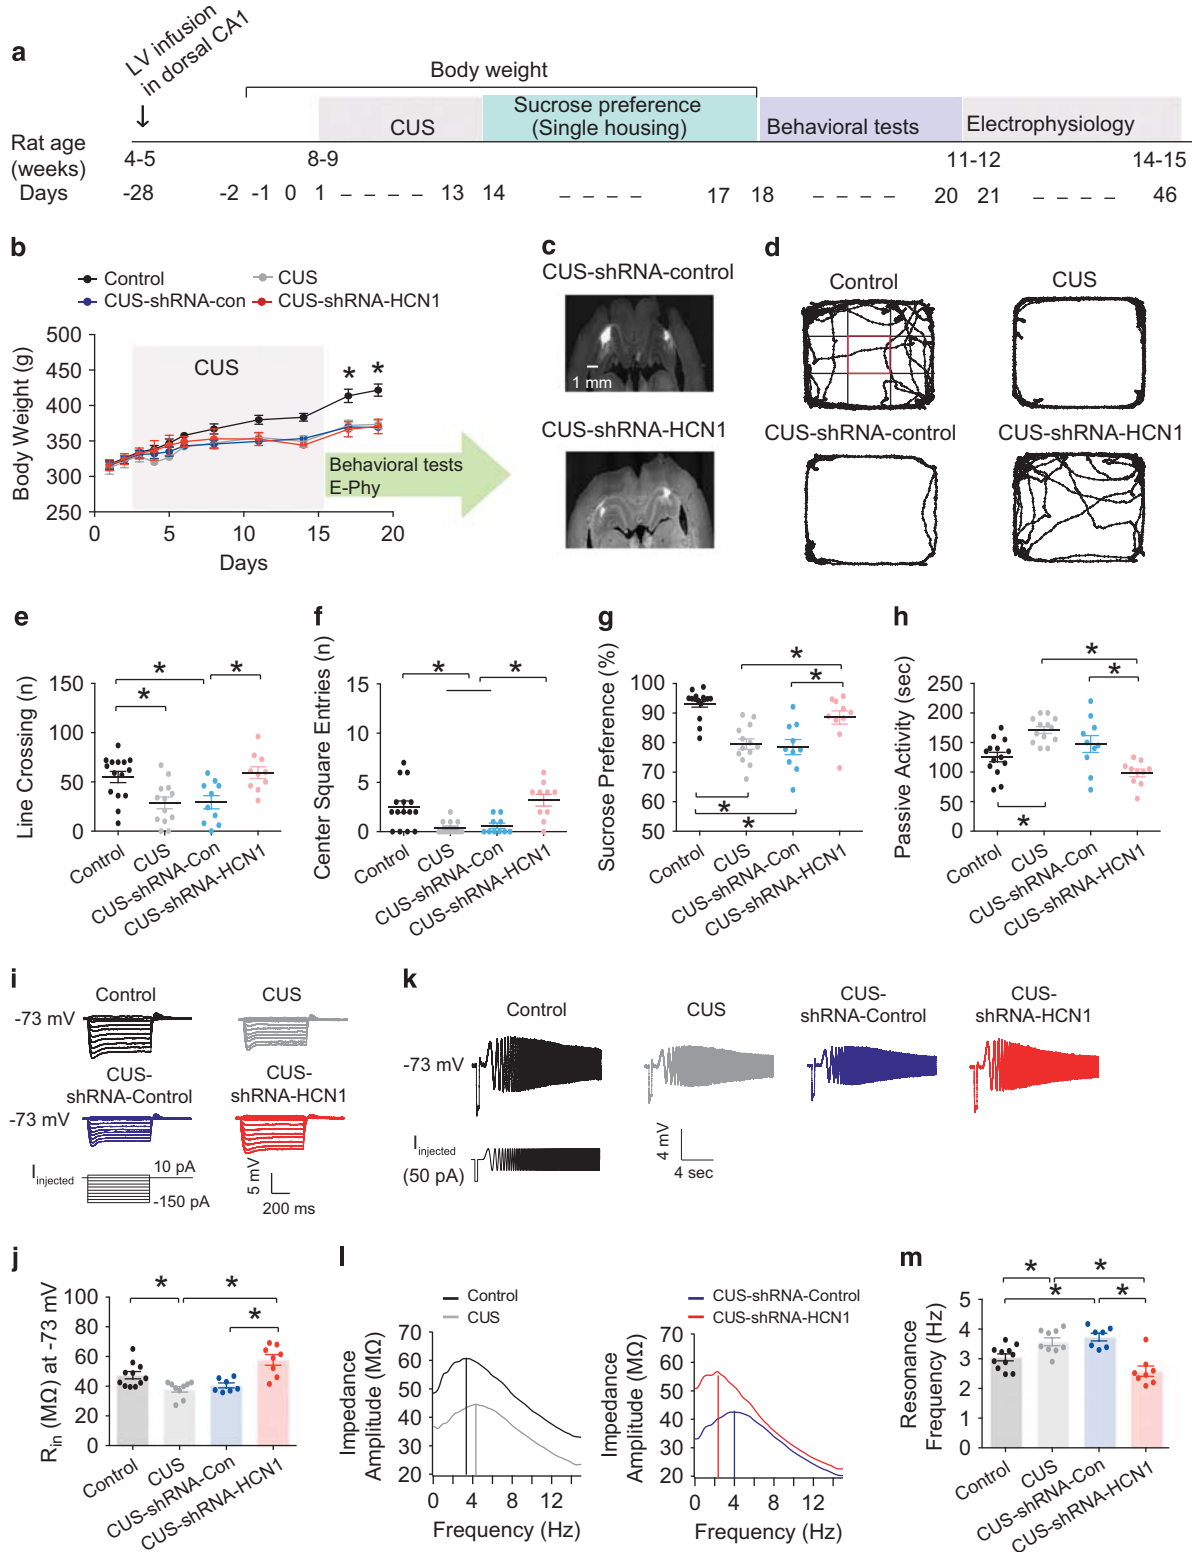 a
LV infusion
in dorsal CA1
Body weight
CUS
Sucrose preference
(Single housing)
Behavioral tests
Electrophysiology
Rat age
(weeks)
4-5
8-9
11-12
14-15
Days
-28
-2
-1
0
1
13
14
17
18
20
21
46
b
Control
CUS
CUS-shRNA-con
CUS-shRNA-HCN1
500
450
400
350
300
250
Body Weight (g)
CUS
*
*
Behavioral tests
E-Phy
0
5
10
15
20
Days
c
CUS-shRNA-control
1 mm
CUS-shRNA-HCN1
d
Control
CUS
CUS-shRNA-control
CUS-shRNA-HCN1
e
Line Crossing (n)
150
100
50
0
*
*
*
Control
CUS
CUS-shRNA-Con
CUS-shRNA-HCN1
f
Center Square Entries (n)
15
10
5
0
*
*
Control
CUS
CUS-shRNA-Con
CUS-shRNA-HCN1
g
Sucrose Preference (%)
100
90
80
70
60
50
*
*
*
*
Control
CUS
CUS-shRNA-Con
CUS-shRNA-HCN1
h
Passive Activity (sec)
250
200
150
100
50
0
*
*
*
Control
CUS
CUS-shRNA-Con
CUS-shRNA-HCN1
i
Control
CUS
-73 mV
CUS-
shRNA-Control
CUS-
shRNA-HCN1
-73 mV
Iinjected
10 pA
-150 pA
5 mV
200 ms
k
Control
CUS
CUS-
shRNA-Control
CUS-
shRNA-HCN1
-73 mV
Iinjected
(50 pA)
4 mV
4 sec
j
Rin (MΩ) at -73 mV
100
80
60
40
20
0
*
*
*
Control
CUS
CUS-shRNA-Con
CUS-shRNA-HCN1
l
Control
CUS
Impedance
Amplitude (MΩ)
70
60
50
40
30
20
0
4
8
12
Frequency (Hz)
CUS-shRNA-Control
CUS-shRNA-HCN1
Impedance
Amplitude (MΩ)
70
60
50
40
30
20
0
4
8
12
Frequency (Hz)
m
Resonance
Frequency (Hz)
5
4
3
2
1
0
*
*
*
*
Control
CUS
CUS-shRNA-Con
CUS-shRNA-HCN1